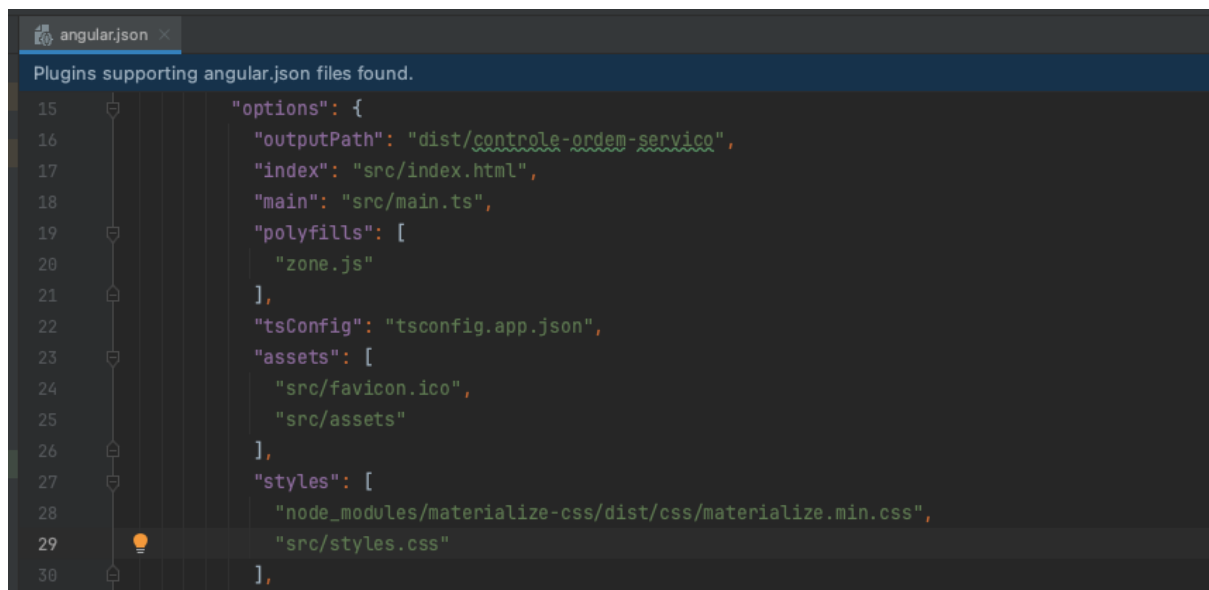 angular.json
Plugins supporting angular.json files found.
15 "options": {
16 "outputPath": "dist/controle-ordem-servico",
17 "index": "src/index.html",
18 "main": "src/main.ts",
19 "polyfills": [
20 "zone.js"
21 ],
22 "tsConfig": "tsconfig.app.json",
23 "assets": [
24 "src/favicon.ico",
25 "src/assets"
26 ],
27 "styles": [
28 "node_modules/materialize-css/dist/css/materialize.min.css",
29 "src/styles.css"
30 ],